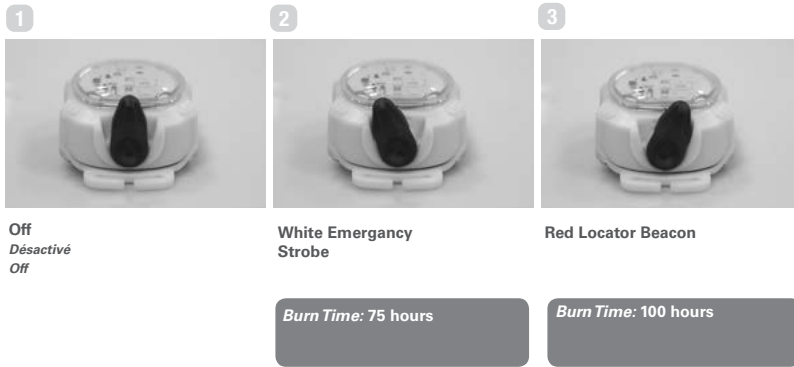 1
2
3
Off
Désactivé
Off
White Emergancy
Strobe
Red Locator Beacon
Burn Time: 75 hours
Burn Time: 100 hours